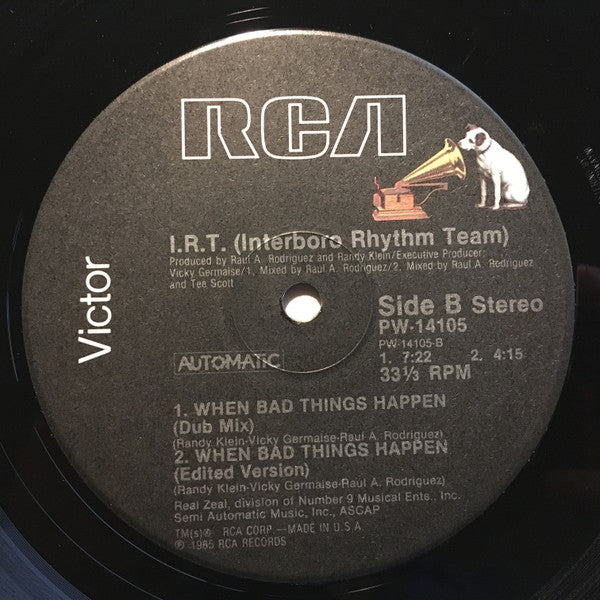 RCA
Victor
I.R.T. (Interboro Rhythm Team)
Produced by Raul A. Rodriguez and Randy Klein/Executive Producer:
Vicky Germaise/1. Mixed by Raul A. Rodriguez/2. Mixed by Raul A. Rodriguez
and Tee Scott
Side B Stereo
PW-14105
PW-14105-B
AUTOMATIC
1. 7:22 2. 4:15
33⅓ RPM
1. WHEN BAD THINGS HAPPEN
(Dub Mix)
(Randy Klein-Vicky Germaise-Raul A. Rodriguez)
2. WHEN BAD THINGS HAPPEN
(Edited Version)
(Randy Klein-Vicky Germaise-Raul A. Rodriguez)
Real Zeal, division of Number 9 Musical Ents., Inc.
Semi Automatic Music, Inc., ASCAP
TM(s)® RCA CORP —MADE IN U.S.A.
℗ 1985 RCA RECORDS